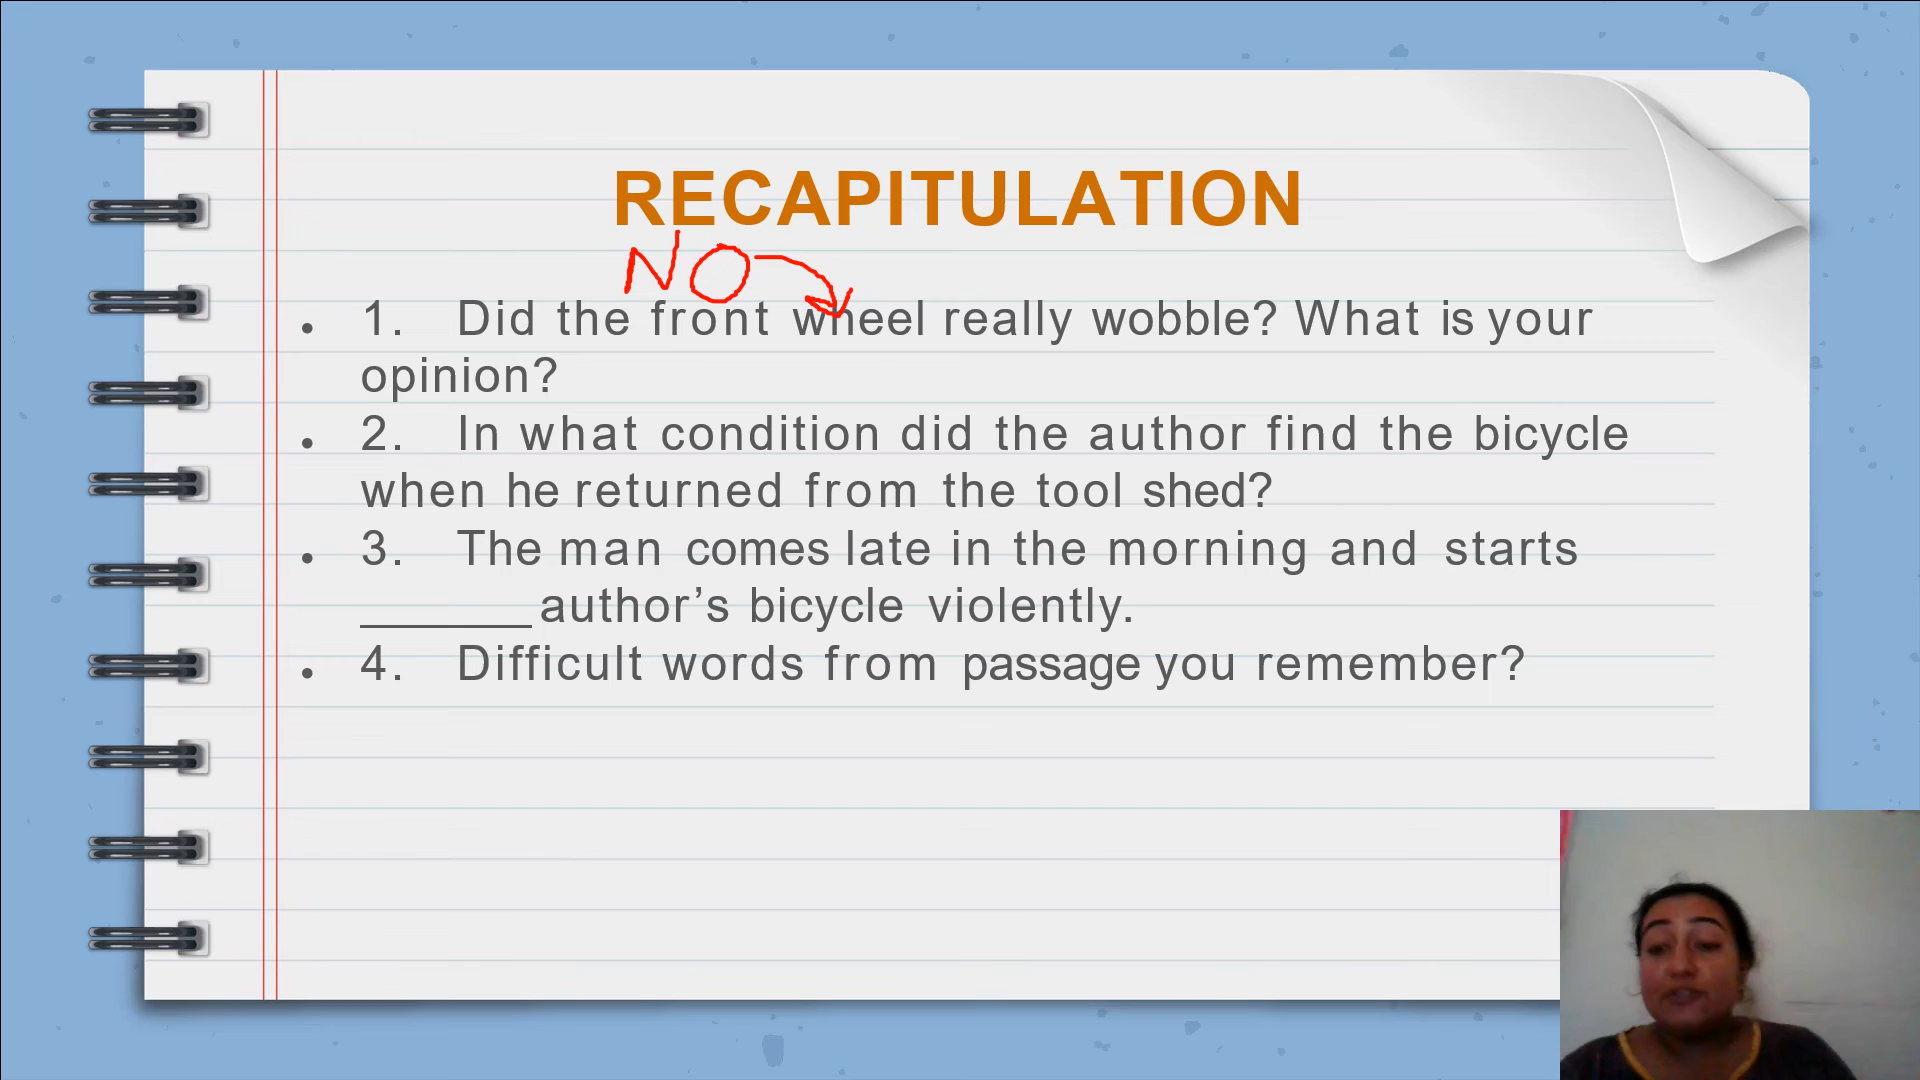 RECAPITULATION
NO
• 1. Did the front wheel really wobble? What is your
opinion?
• 2. In what condition did the author find the bicycle
when he returned from the tool shed?
• 3. The man comes late in the morning and starts
_______ author’s bicycle violently.
• 4. Difficult words from passage you remember?